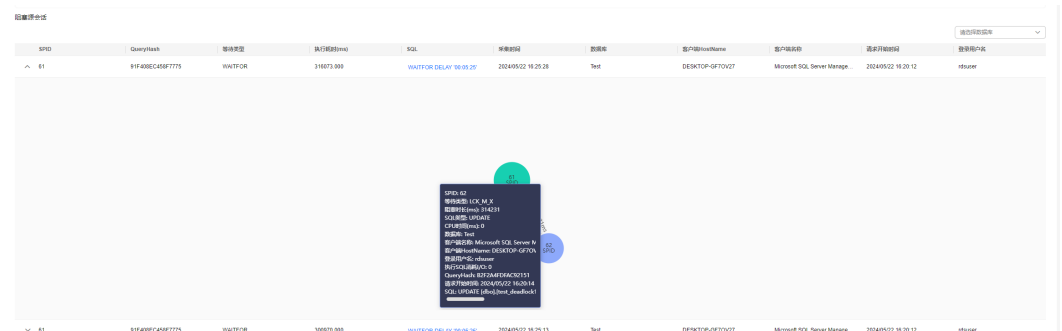 阻塞源会话
请选择数据库
SPID QueryHash 等待类型 执行耗时(ms) SQL 采集时间 数据库 客户端HostName 客户端名称 请求开始时间 登录用户名
61 91F408EC458F7775 WAITFOR 316073.000 WAITFOR DELAY '00:05:25' 2024/05/22 16:25:28 Test DESKTOP-GF7OV27 Microsoft SQL Server Manage... 2024/05/22 16:20:12 rdsuser
61
SPID
SPID: 62
等待类型: LCK_M_X
阻塞时长(ms): 314231
SQL类型: UPDATE
CPU时间(ms): 0
数据库: Test
客户端名称: Microsoft SQL Server M
客户端HostName: DESKTOP-GF7OV
登录用户名: rdsuser
执行SQL消耗I/O: 0
QueryHash: B2F2A4FDFAC92151
请求开始时间: 2024/05/22 16:20:14
SQL: UPDATE [dbo].[test_deadlock1
62
SPID
61 91F408EC458F7775 WAITFOR 300970.000 WAITFOR DELAY '00:05:25' 2024/05/22 16:25:13 Test DESKTOP-GF7OV27 Microsoft SQL Server Manage... 2024/05/22 16:20:12 rdsuser